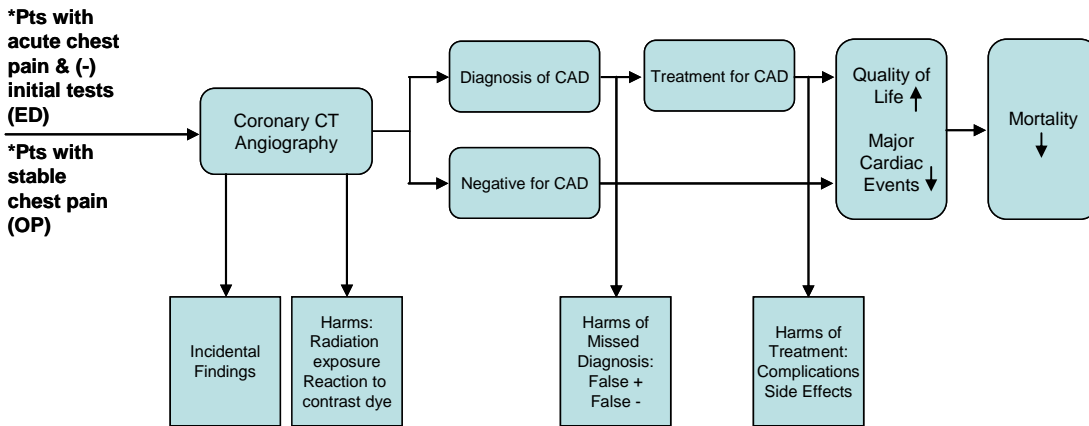 *Pts with
acute chest
pain & (-)
initial tests
(ED)
*Pts with
stable
chest pain
(OP)
Coronary CT
Angiography
Diagnosis of CAD
Treatment for CAD
Negative for CAD
Quality of
Life
Major
Cardiac
Events
Mortality
Incidental
Findings
Harms:
Radiation
exposure
Reaction to
contrast dye
Harms of
Missed
Diagnosis:
False +
False -
Harms of
Treatment:
Complications
Side Effects